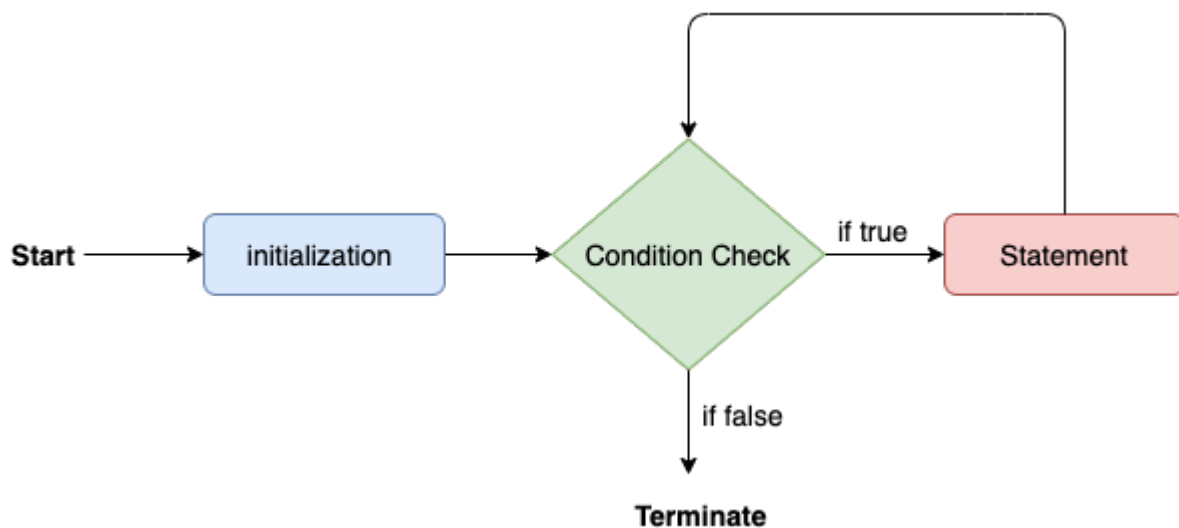 Start
initialization
Condition Check
if true
Statement
if false
Terminate